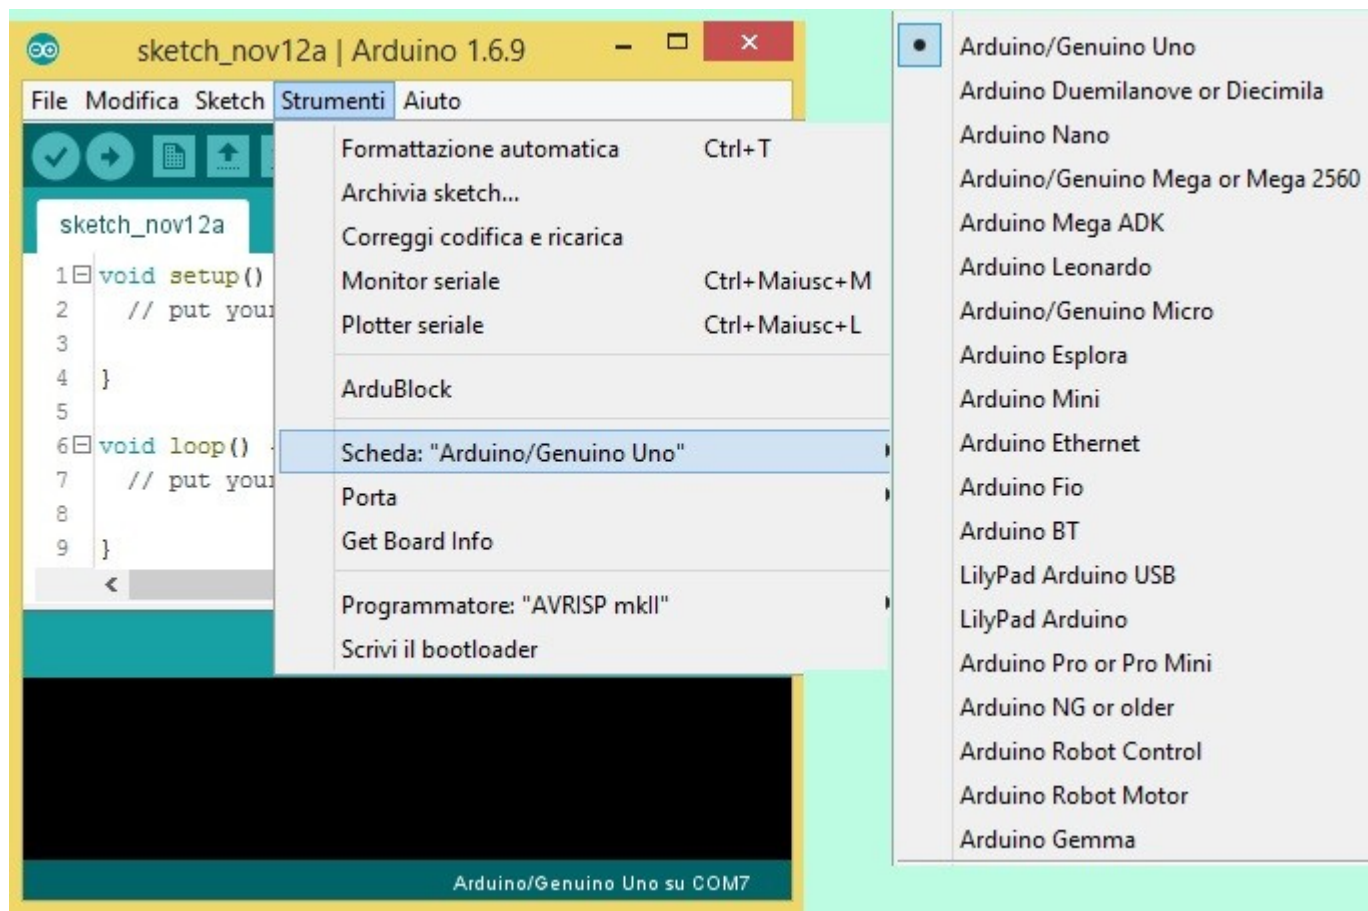 sketch_nov12a | Arduino 1.6.9
File Modifica Sketch Strumenti Aiuto
sketch_nov12a
1 void setup()
2 // put
3
4 }
5
6 void loop()
7 // put
8
9 }
Formattazione automatica Ctrl+T
Archivia sketch...
Correggi codifica e ricarica
Monitor seriale Ctrl+Maiusc+M
Plotter seriale Ctrl+Maiusc+L
ArduBlock
Scheda: "Arduino/Genuino Uno"
Porta
Get Board Info
Programmatore: "AVRISP mkII"
Scrivi il bootloader
Arduino/Genuino Uno su COM7
Arduino/Genuino Uno
Arduino Duemilanove or Diecimila
Arduino Nano
Arduino/Genuino Mega or Mega 2560
Arduino Mega ADK
Arduino Leonardo
Arduino/Genuino Micro
Arduino Esplora
Arduino Mini
Arduino Ethernet
Arduino Fio
Arduino BT
LilyPad Arduino USB
LilyPad Arduino
Arduino Pro or Pro Mini
Arduino NG or older
Arduino Robot Control
Arduino Robot Motor
Arduino Gemma